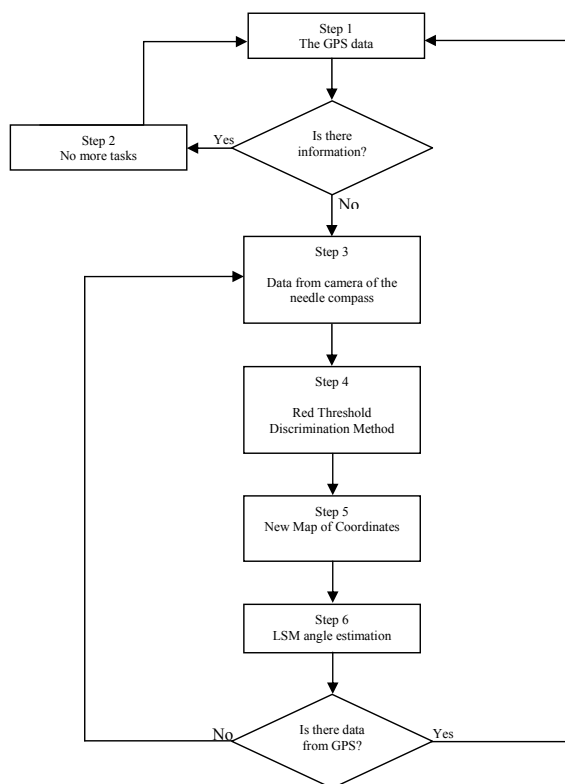 Step 1
The GPS data
Is there
information?
Yes
Step 2
No more tasks
No
Step 3
Data from camera of the
needle compass
Step 4
Red Threshold
Discrimination Method
Step 5
New Map of Coordinates
Step 6
LSM angle estimation
Is there data
from GPS?
No
Yes